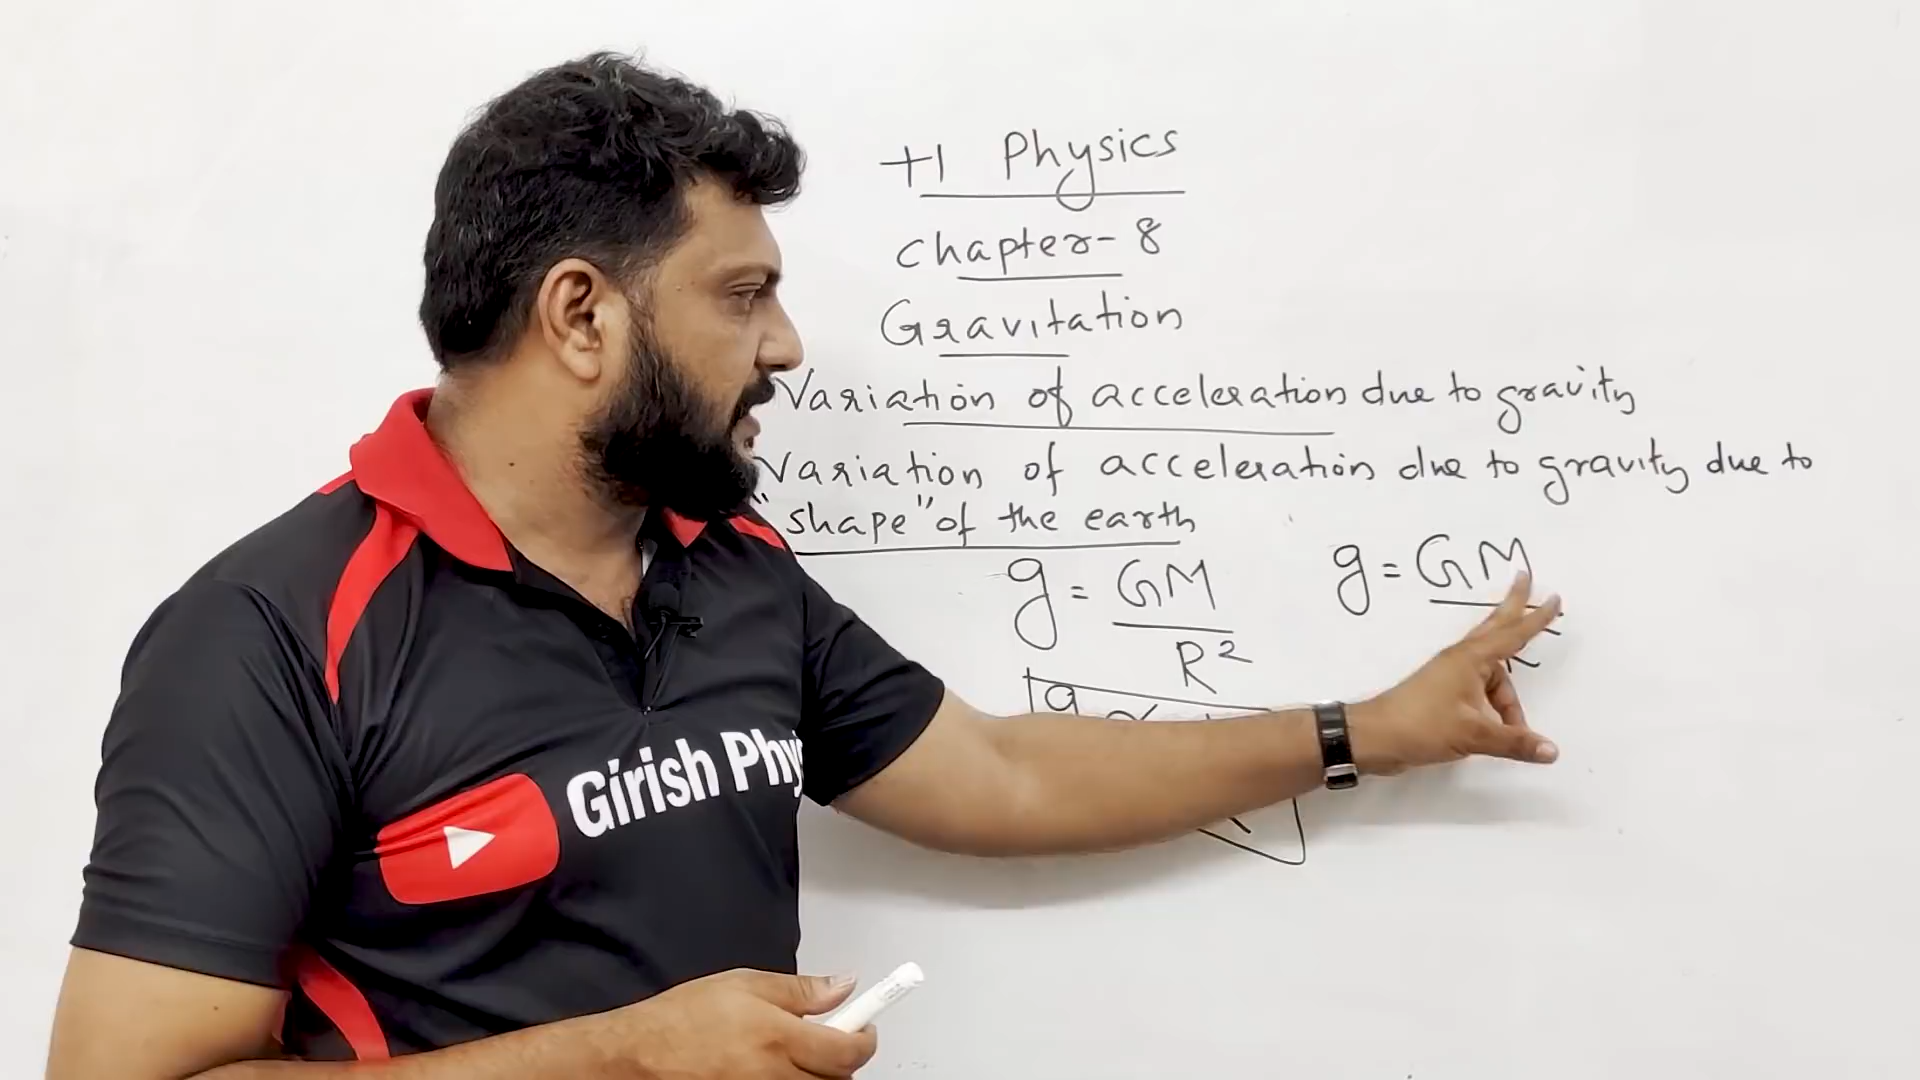 +1 Physics
Chapter-8
Gravitation
Variation of acceleration due to gravity
Variation of acceleration due to gravity due to
"shape" of the earth
g = GM
R²
g = GM
g
Girish